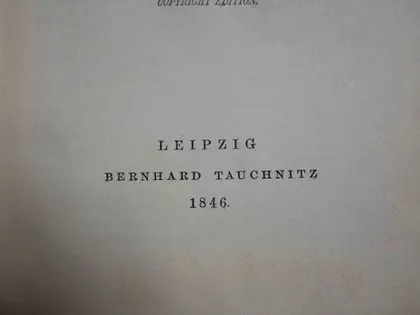 COPYRIGHT EDITION.
LEIPZIG
BERNHARD TAUCHNITZ
1846.